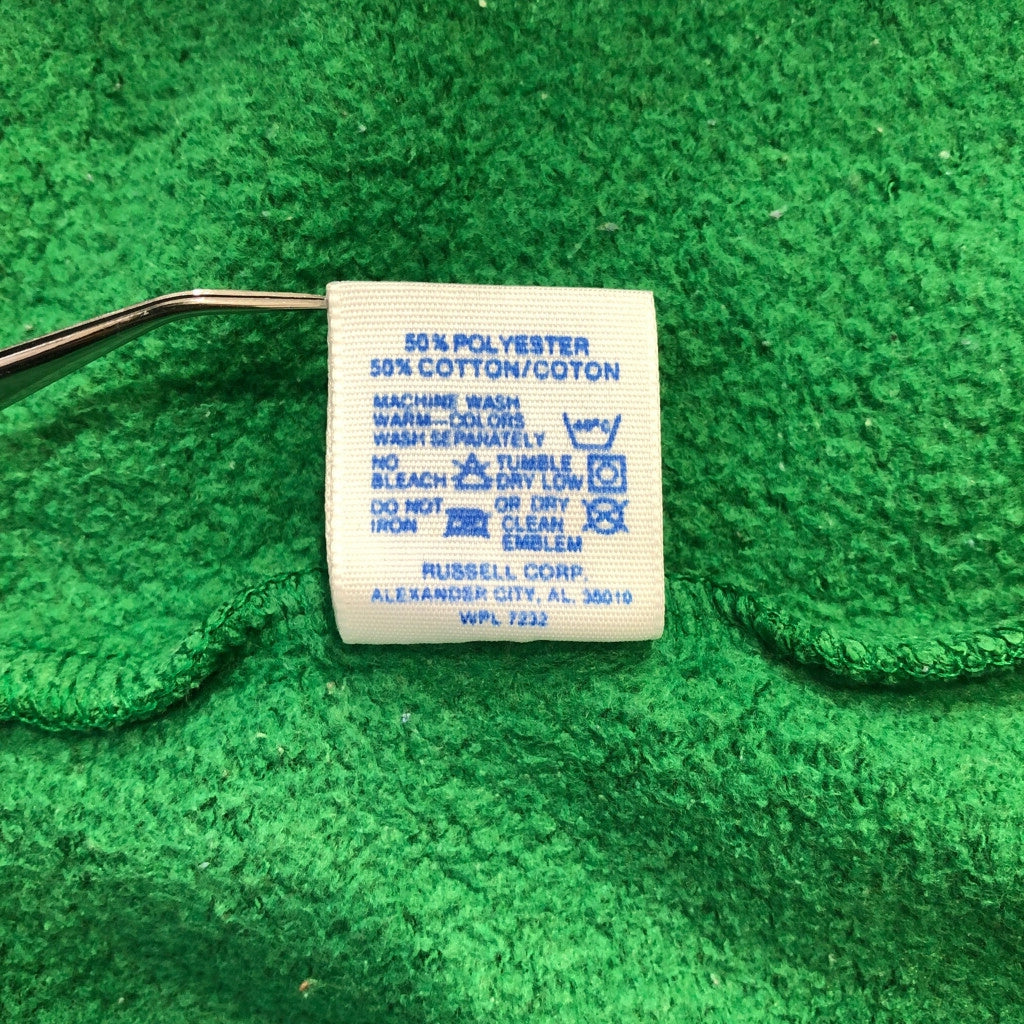 50% POLYESTER
50% COTTON/COTON
MACHINE WASH
WARM—COLORS
WASH SEPARATELY
40°C
NO
BLEACH
TUMBLE
DRY LOW
DO NOT
IRON
OR DRY
CLEAN
EMBLEM
RUSSELL CORP.
ALEXANDER CITY, AL. 35010
WPL 7232